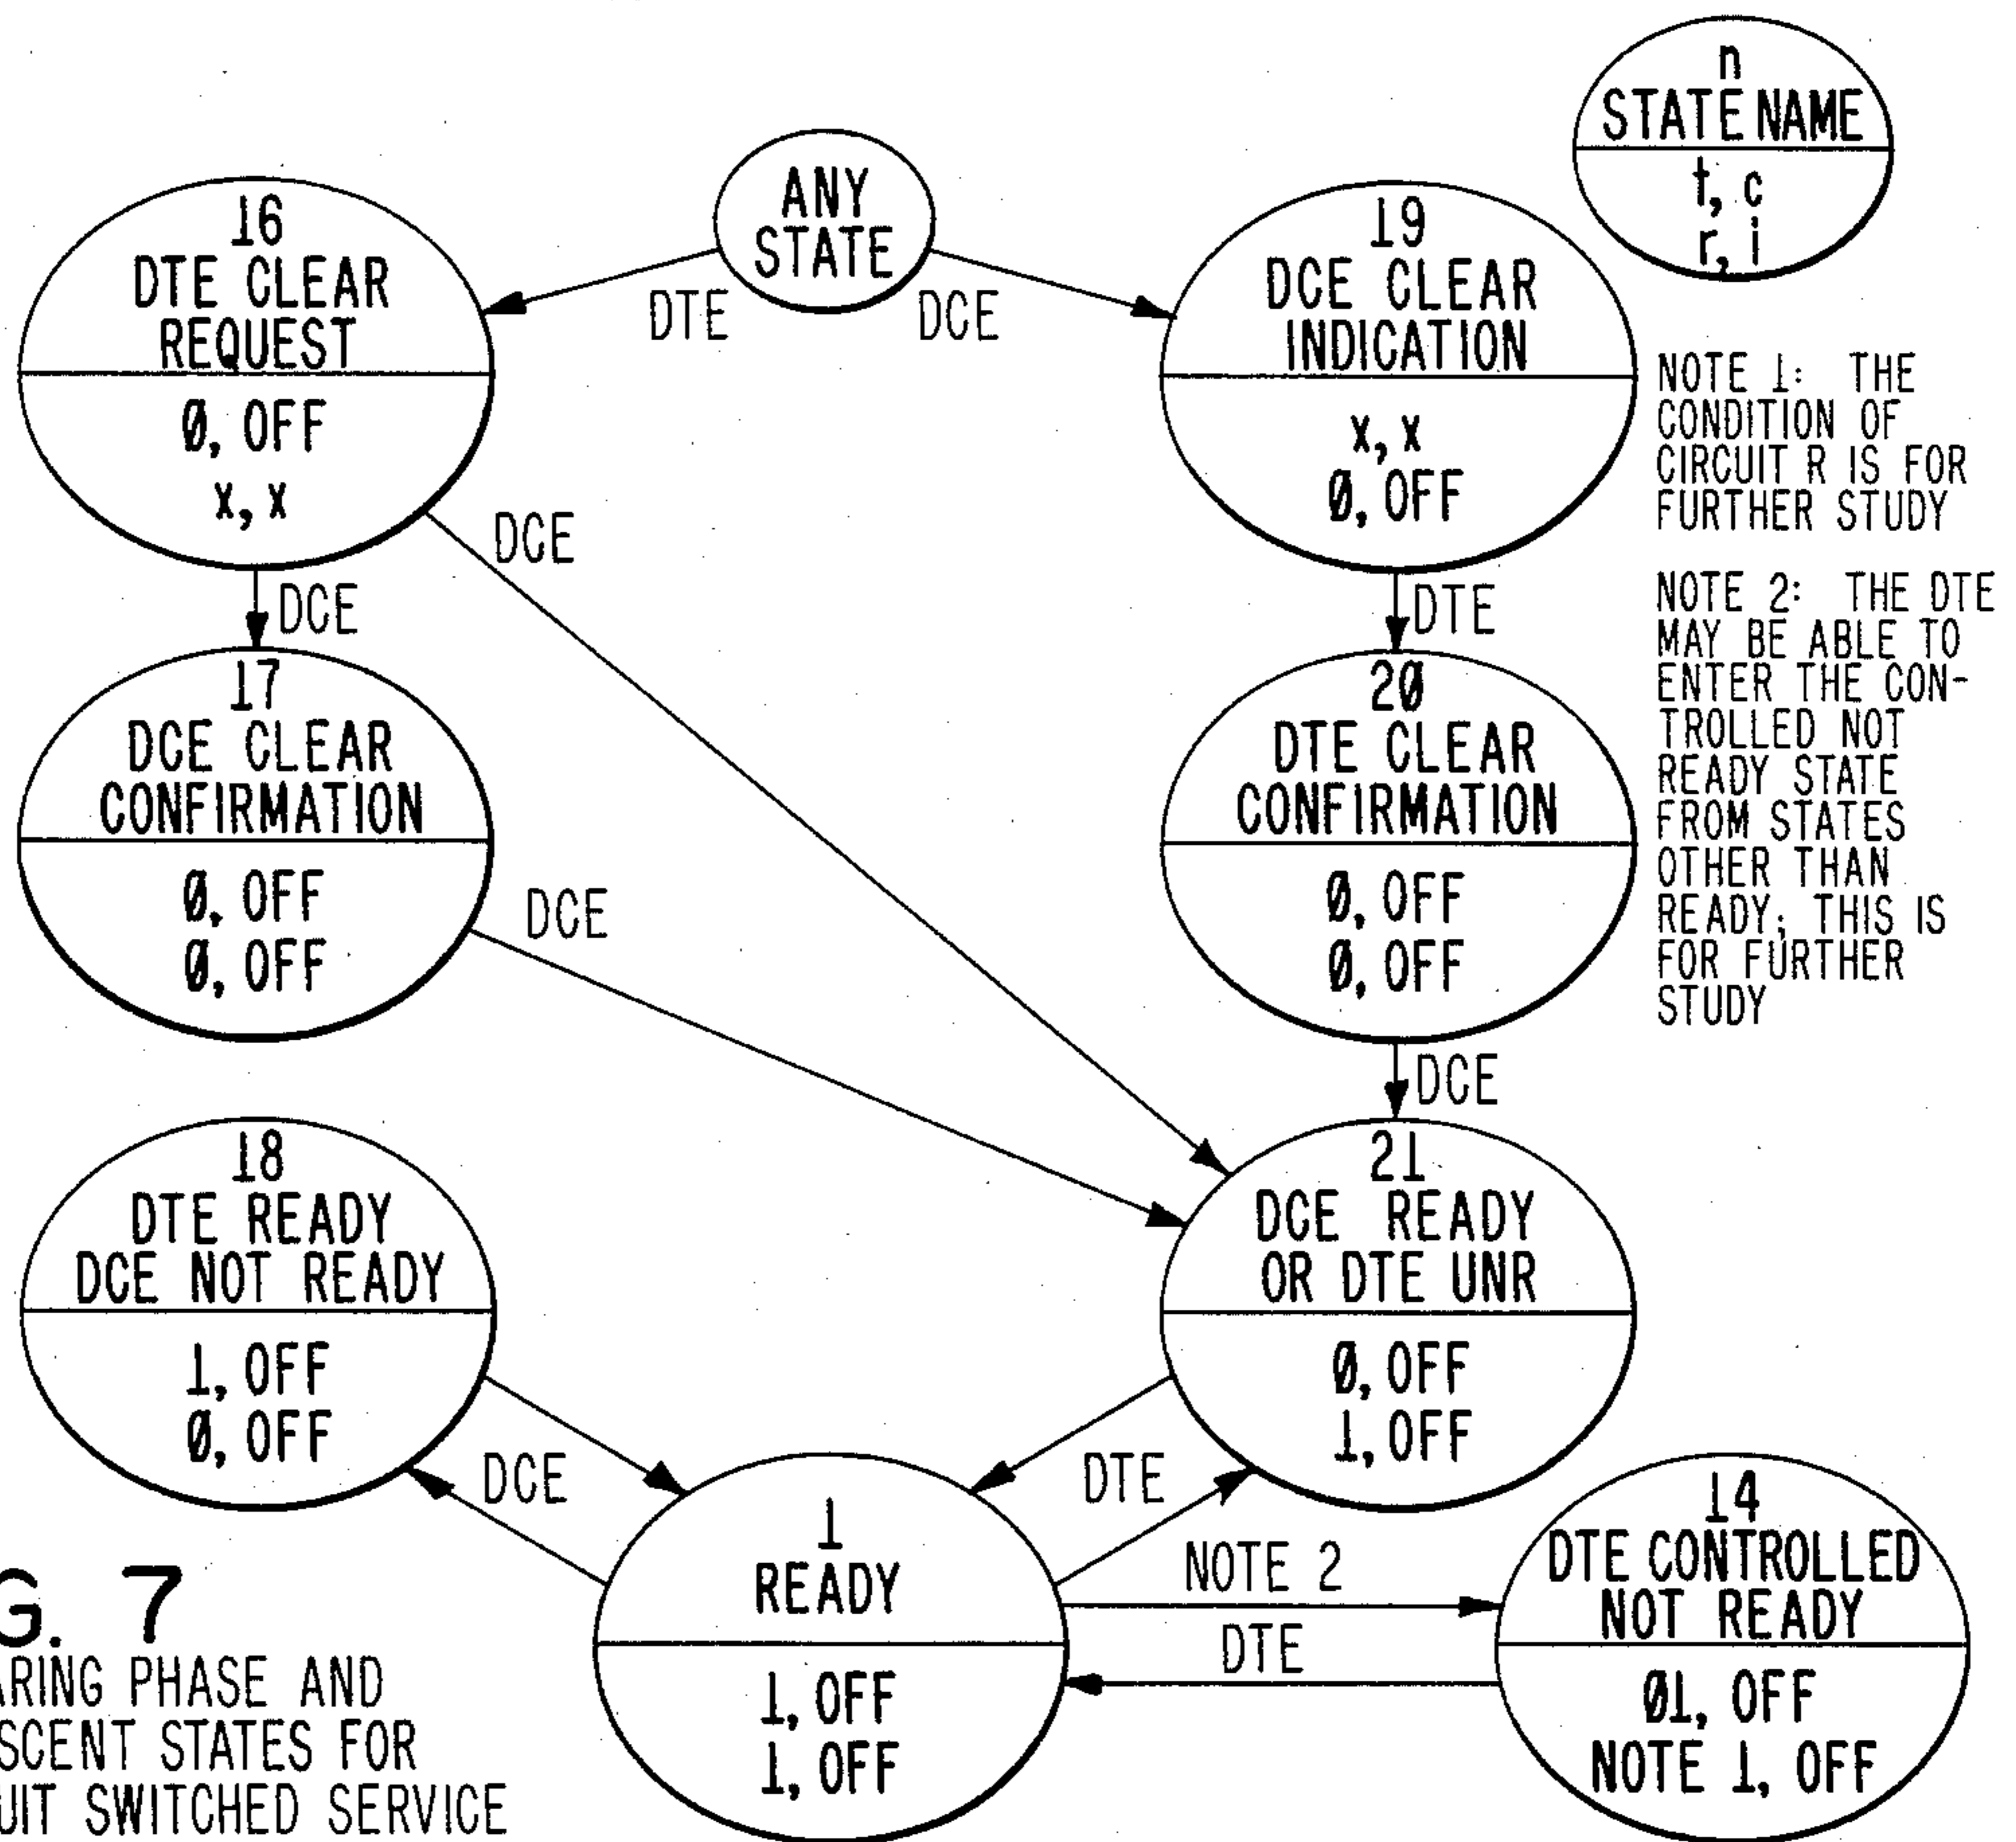 n
STATE NAME
t, c
r, i
ANY
STATE
DTE
DCE
16
DTE CLEAR
REQUEST
Ø, OFF
x, x
19
DCE CLEAR
INDICATION
x, x
Ø, OFF
NOTE 1: THE
CONDITION OF
CIRCUIT R IS FOR
FURTHER STUDY
NOTE 2: THE DTE
MAY BE ABLE TO
ENTER THE CON-
TROLLED NOT
READY STATE
FROM STATES
OTHER THAN
READY; THIS IS
FOR FURTHER
STUDY
DCE
DCE
DTE
17
DCE CLEAR
CONFIRMATION
Ø, OFF
Ø, OFF
DCE
2Ø
DTE CLEAR
CONFIRMATION
Ø, OFF
Ø, OFF
DCE
18
DTE READY
DCE NOT READY
1, OFF
Ø, OFF
21
DCE READY
OR DTE UNR
Ø, OFF
1, OFF
DCE
DTE
1
READY
1, OFF
1, OFF
NOTE 2
DTE
14
DTE CONTROLLED
NOT READY
Ø1, OFF
NOTE 1, OFF
G. 7
ARING PHASE AND
SCENT STATES FOR
UIT SWITCHED SERVICE